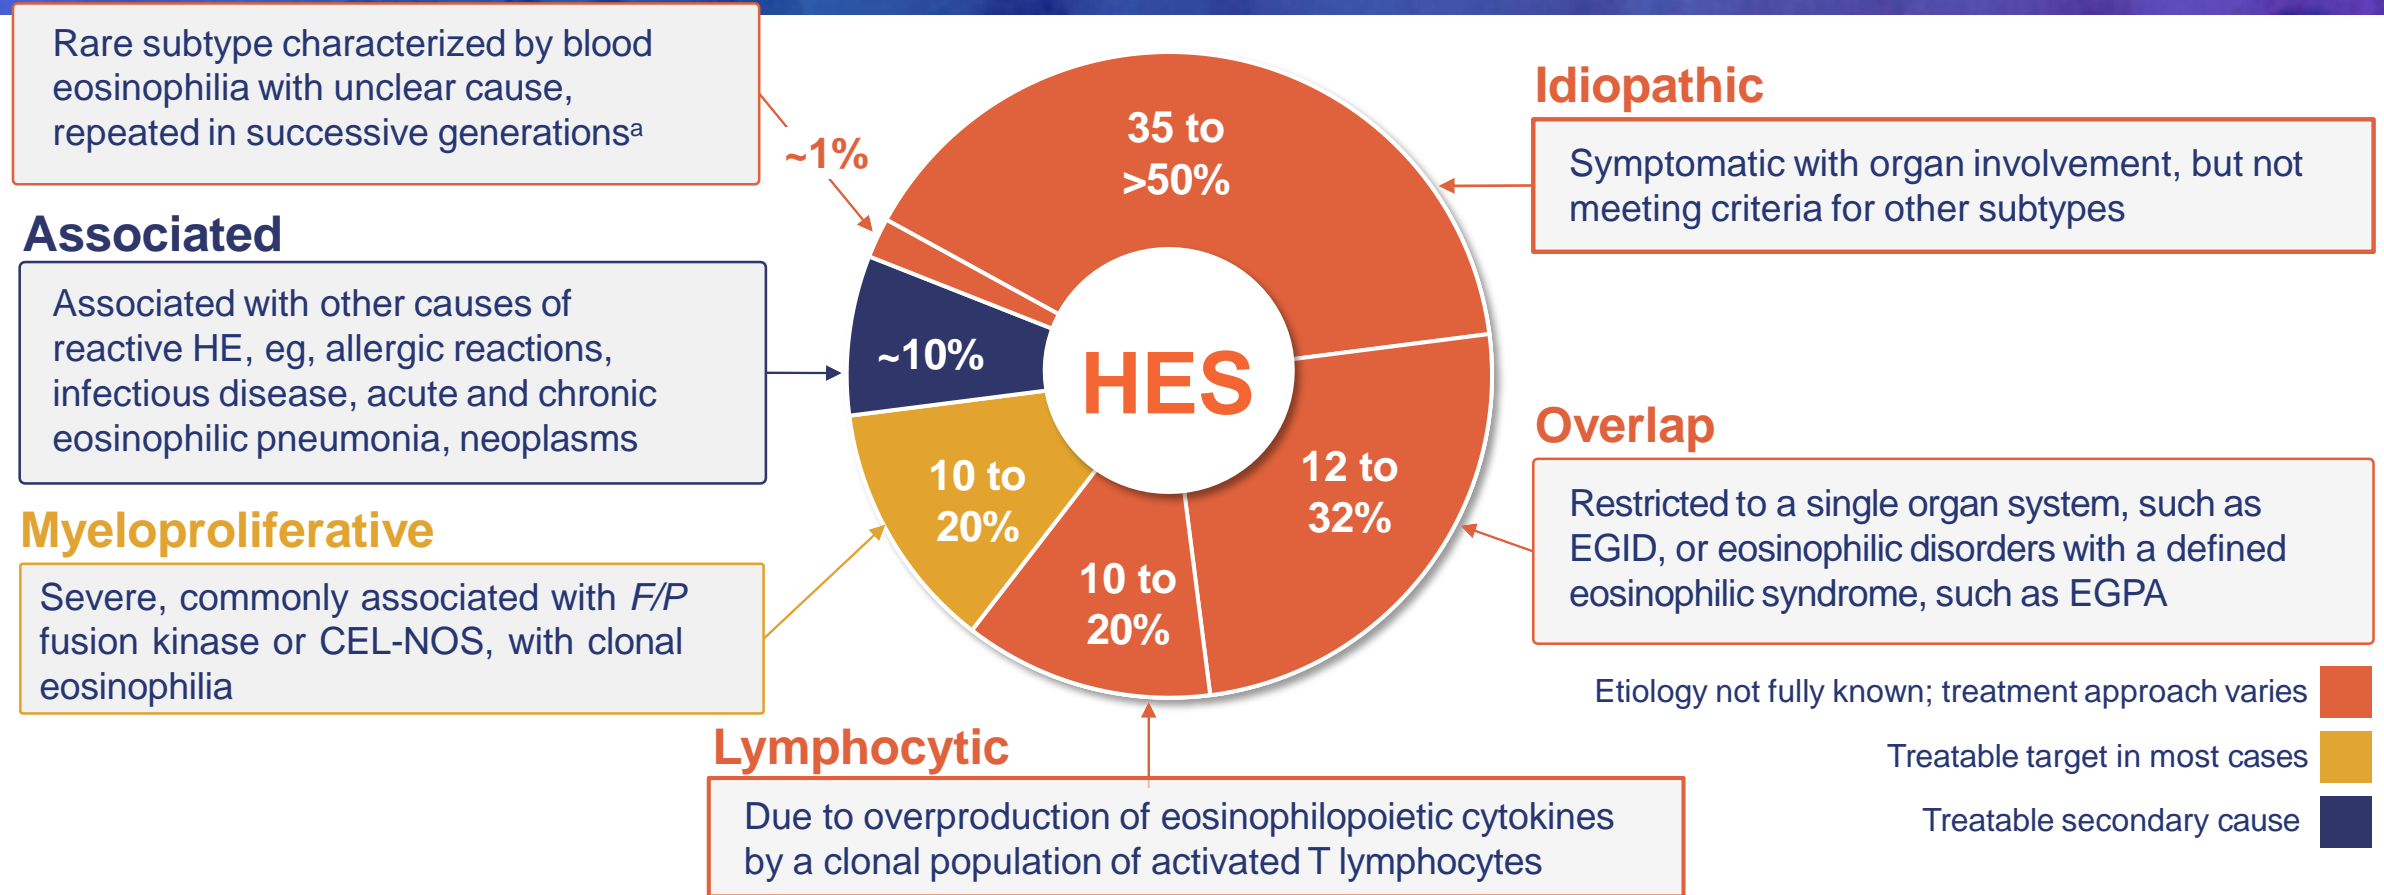 Rare subtype characterized by blood
eosinophilia with unclear cause,
repeated in successive generationsᵃ
~1%
Associated
Associated with other causes of
reactive HE, eg, allergic reactions,
infectious disease, acute and chronic
eosinophilic pneumonia, neoplasms
Myeloproliferative
Severe, commonly associated with F/P
fusion kinase or CEL-NOS, with clonal
eosinophilia
35 to
>50%
~10%
HES
10 to
20%
10 to
20%
12 to
32%
Lymphocytic
Due to overproduction of eosinophilopoietic cytokines
by a clonal population of activated T lymphocytes
Idiopathic
Symptomatic with organ involvement, but not
meeting criteria for other subtypes
Overlap
Restricted to a single organ system, such as
EGID, or eosinophilic disorders with a defined
eosinophilic syndrome, such as EGPA
Etiology not fully known; treatment approach varies
Treatable target in most cases
Treatable secondary cause